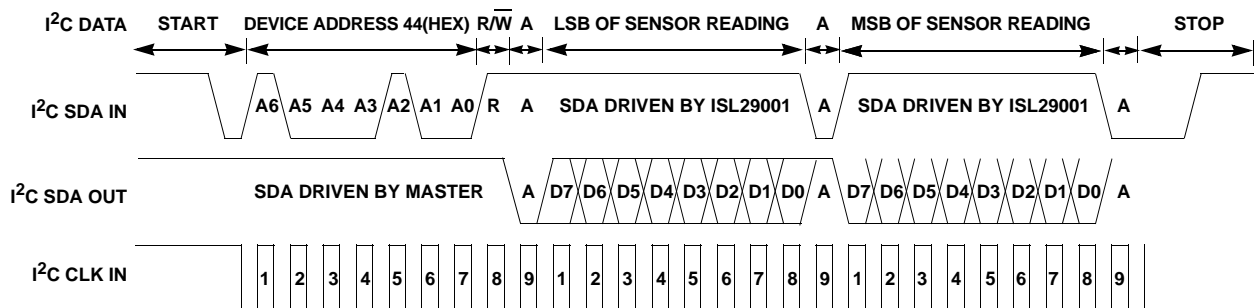 I²C DATA START DEVICE ADDRESS 44(HEX) R/W̅ A LSB OF SENSOR READING A MSB OF SENSOR READING STOP
I²C SDA IN A6 A5 A4 A3 A2 A1 A0 R A SDA DRIVEN BY ISL29001 A SDA DRIVEN BY ISL29001 A
I²C SDA OUT SDA DRIVEN BY MASTER A D7 D6 D5 D4 D3 D2 D1 D0 A D7 D6 D5 D4 D3 D2 D1 D0 A
I²C CLK IN 1 2 3 4 5 6 7 8 9 1 2 3 4 5 6 7 8 9 1 2 3 4 5 6 7 8 9